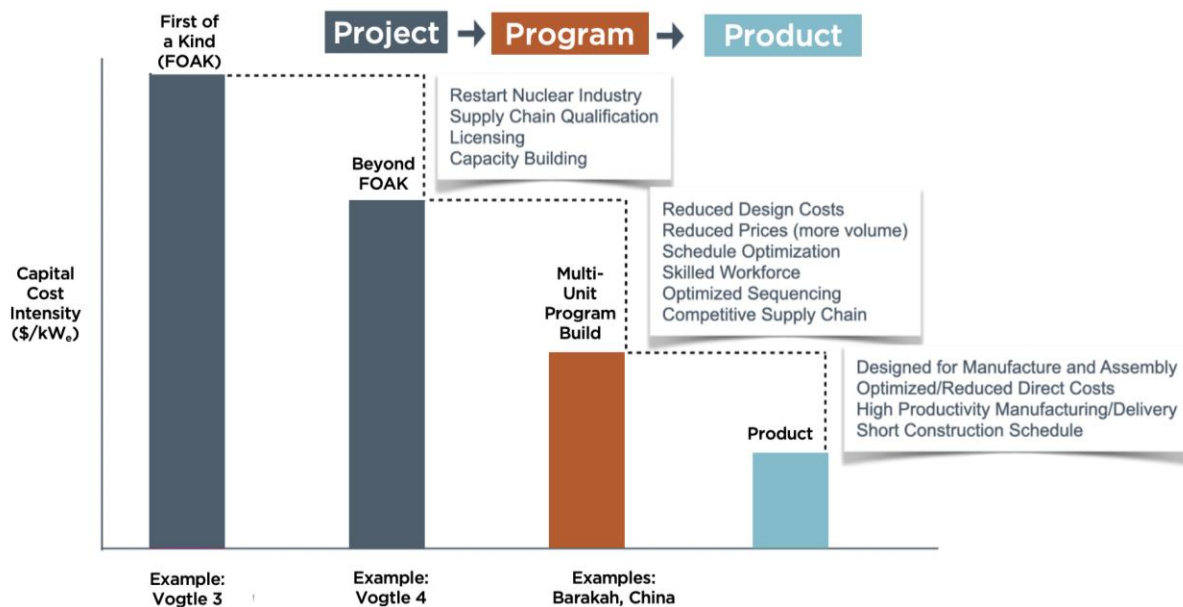 First of
a Kind
(FOAK)
Project
Program
Product
Restart Nuclear Industry
Supply Chain Qualification
Licensing
Capacity Building
Beyond
FOAK
Reduced Design Costs
Reduced Prices (more volume)
Schedule Optimization
Skilled Workforce
Optimized Sequencing
Competitive Supply Chain
Capital
Cost
Intensity
($/kWₑ)
Multi-
Unit
Program
Build
Designed for Manufacture and Assembly
Optimized/Reduced Direct Costs
High Productivity Manufacturing/Delivery
Short Construction Schedule
Product
Example:
Vogtle 3
Example:
Vogtle 4
Examples:
Barakah, China